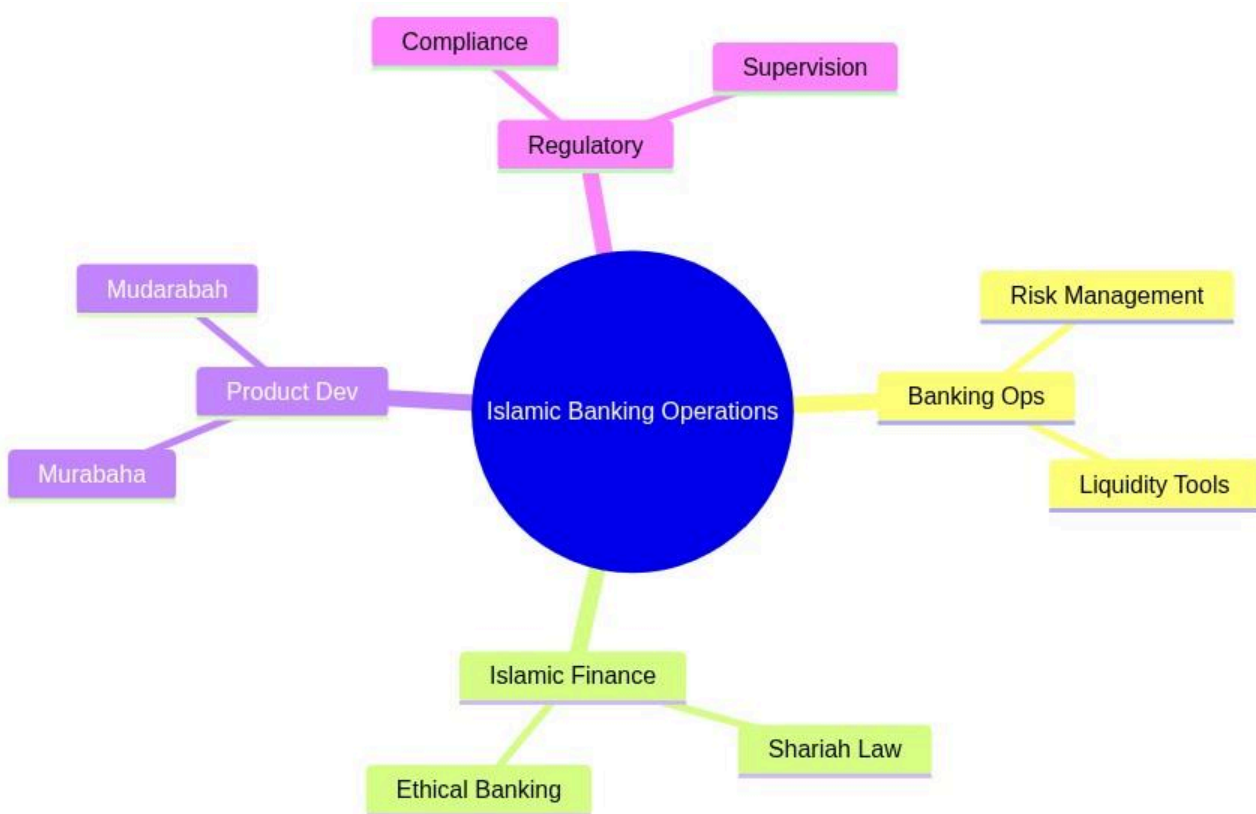 Compliance
Supervision
Regulatory
Mudarabah
Risk Management
Product Dev
Islamic Banking Operations
Banking Ops
Murabaha
Liquidity Tools
Islamic Finance
Shariah Law
Ethical Banking